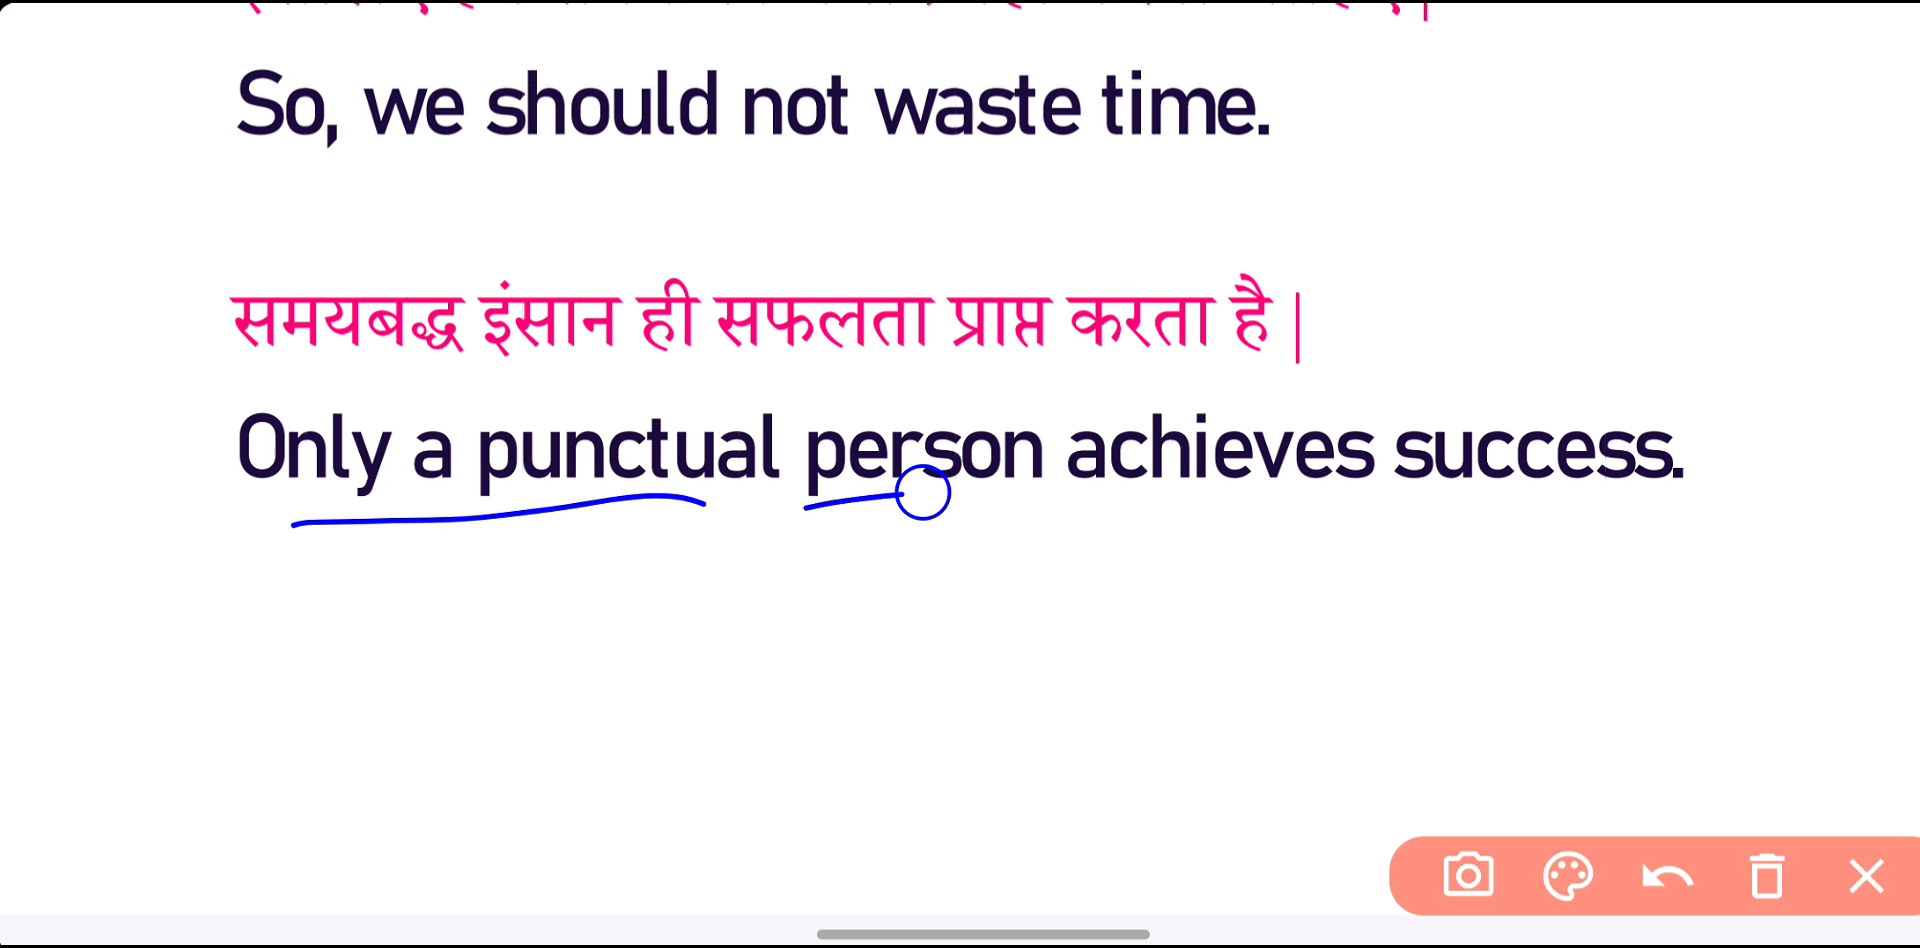 So, we should not waste time.
समयबद्ध इंसान ही सफलता प्राप्त करता है |
Only a punctual person achieves success.